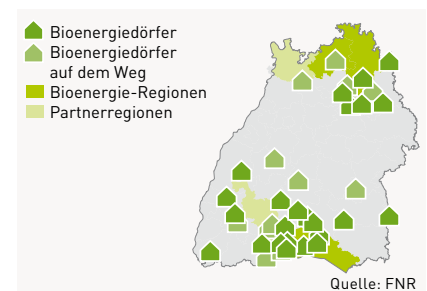 Bioenergiedörfer
Bioenergiedörfer
auf dem Weg
Bioenergie-Regionen
Partnerregionen
Quelle: FNR